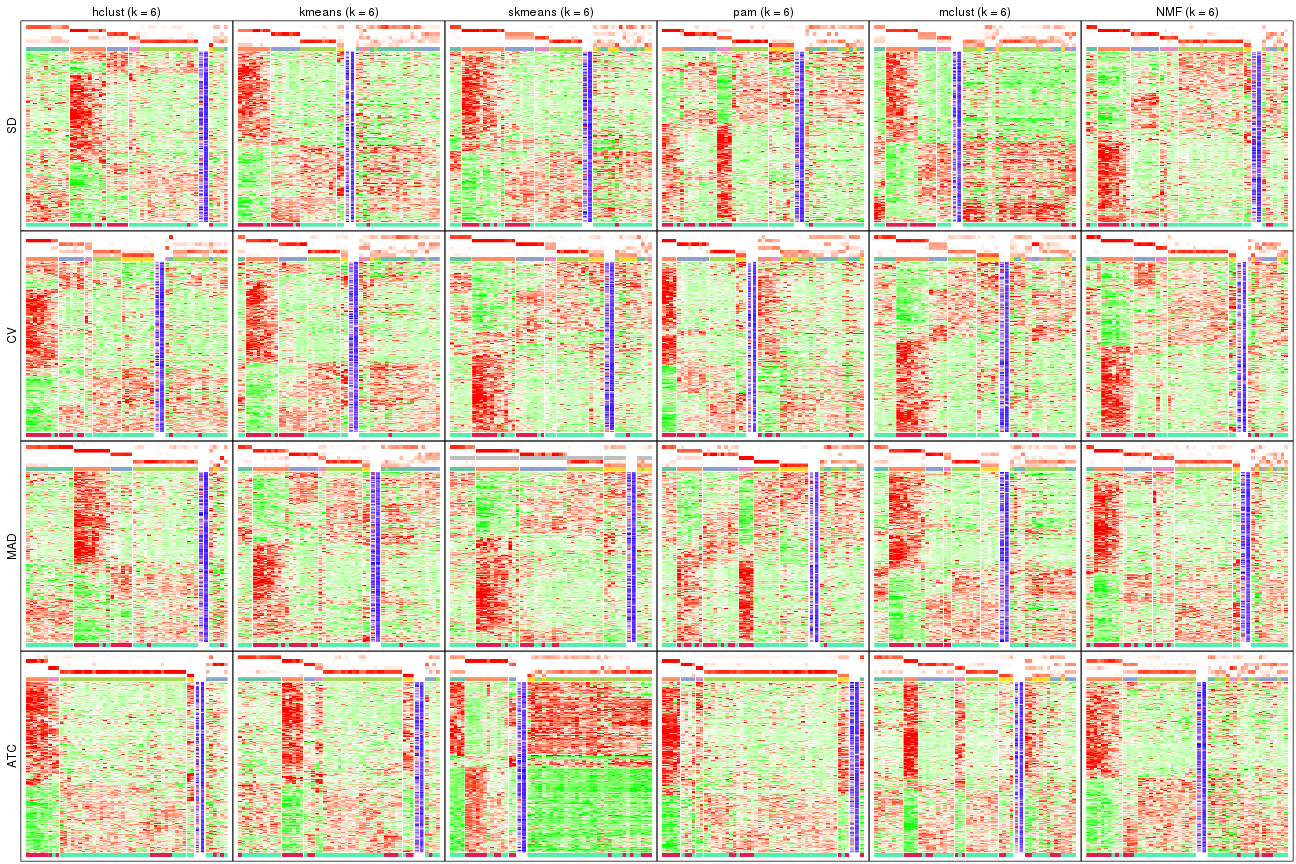 hclust (k = 6) kmeans (k = 6) skmeans (k = 6) pam (k = 6) mclust (k = 6) NMF (k = 6)
SD
CV
MAD
ATC